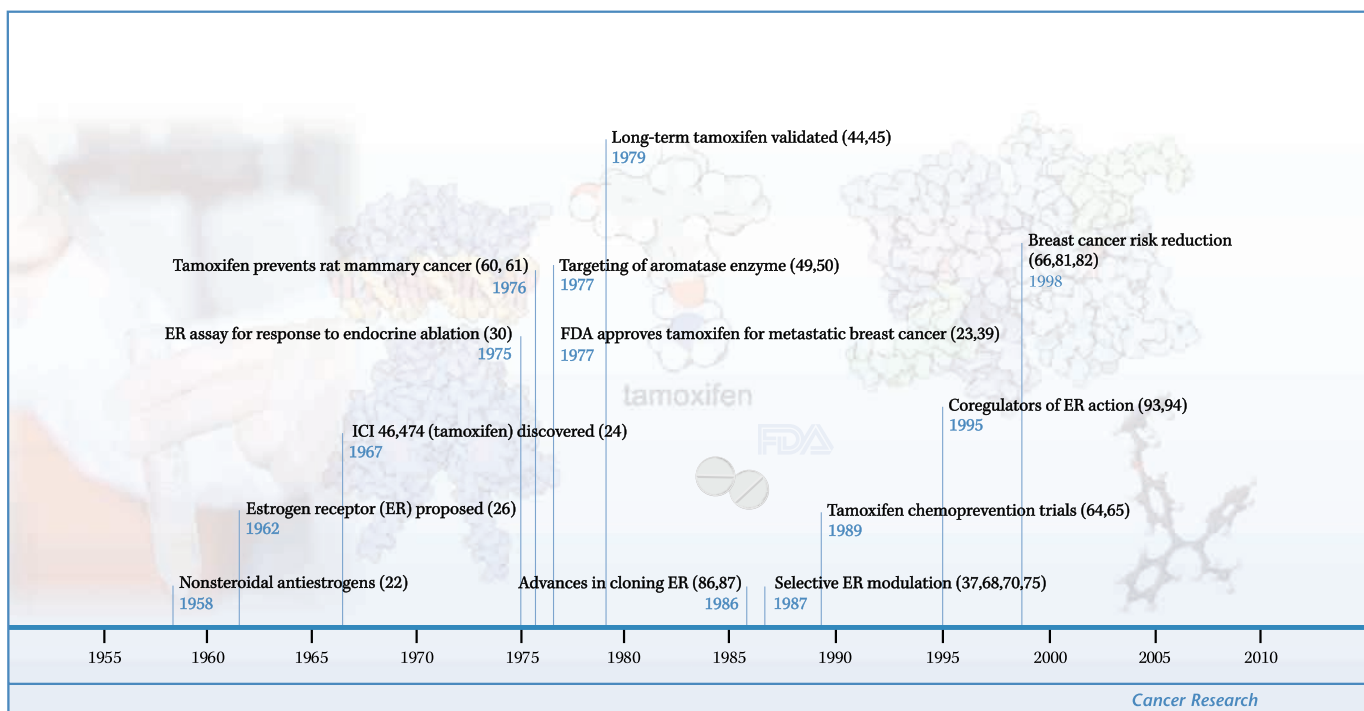 Long-term tamoxifen validated (44,45)
1979
Breast cancer risk reduction
(66,81,82)
1998
Tamoxifen prevents rat mammary cancer (60, 61)
1976
Targeting of aromatase enzyme (49,50)
1977
ER assay for response to endocrine ablation (30)
1975
FDA approves tamoxifen for metastatic breast cancer (23,39)
1977
tamoxifen
Coregulators of ER action (93,94)
1995
ICI 46,474 (tamoxifen) discovered (24)
1967
FDA
Estrogen receptor (ER) proposed (26)
1962
Tamoxifen chemoprevention trials (64,65)
1989
Nonsteroidal antiestrogens (22)
1958
Advances in cloning ER (86,87)
1986
Selective ER modulation (37,68,70,75)
1987
1955 1960 1965 1970 1975 1980 1985 1990 1995 2000 2005 2010
Cancer Research